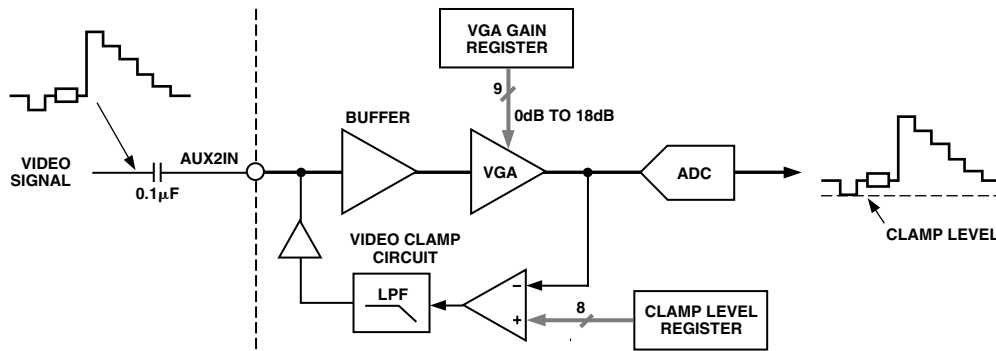 VGA GAIN
REGISTER
9
0dB TO 18dB
BUFFER
VIDEO
SIGNAL
AUX2IN
0.1μF
VGA
ADC
CLAMP LEVEL
VIDEO CLAMP
CIRCUIT
LPF
–
+
8
CLAMP LEVEL
REGISTER